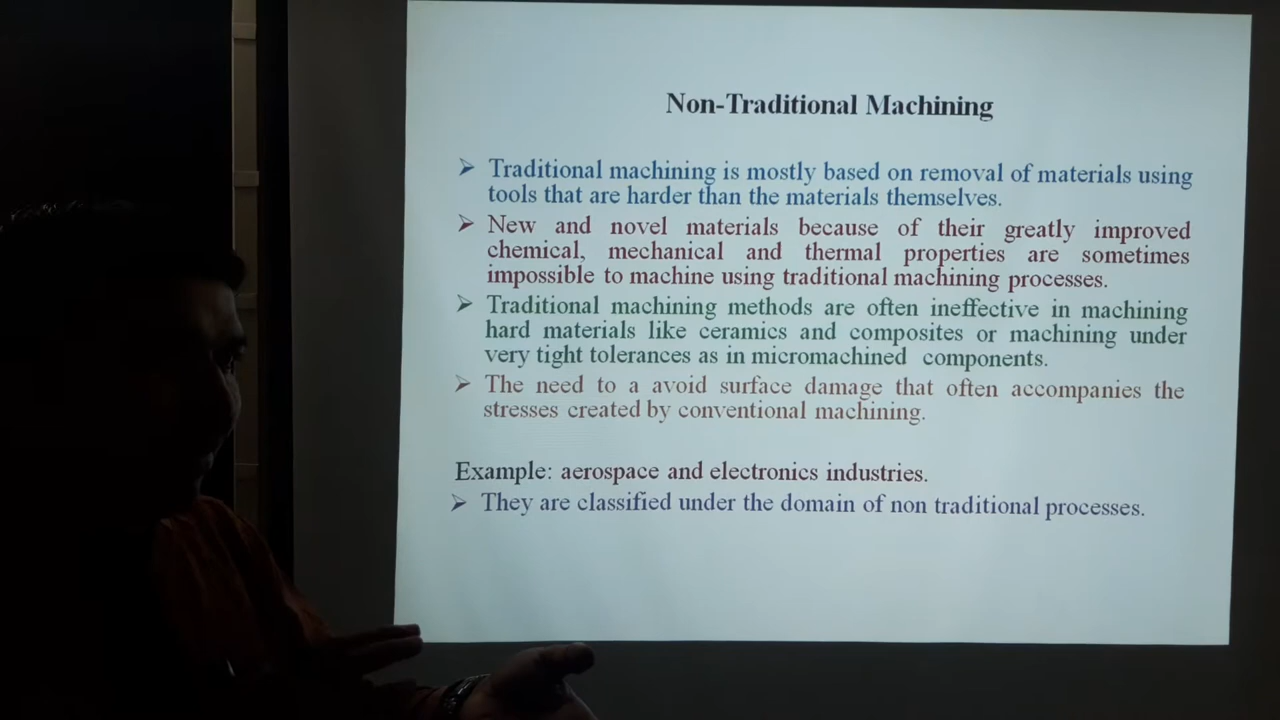 Non-Traditional Machining
➢ Traditional machining is mostly based on removal of materials using
tools that are harder than the materials themselves.
➢ New and novel materials because of their greatly improved
chemical, mechanical and thermal properties are sometimes
impossible to machine using traditional machining processes.
➢ Traditional machining methods are often ineffective in machining
hard materials like ceramics and composites or machining under
very tight tolerances as in micromachined components.
➢ The need to a avoid surface damage that often accompanies the
stresses created by conventional machining.
Example: aerospace and electronics industries.
➢ They are classified under the domain of non traditional processes.